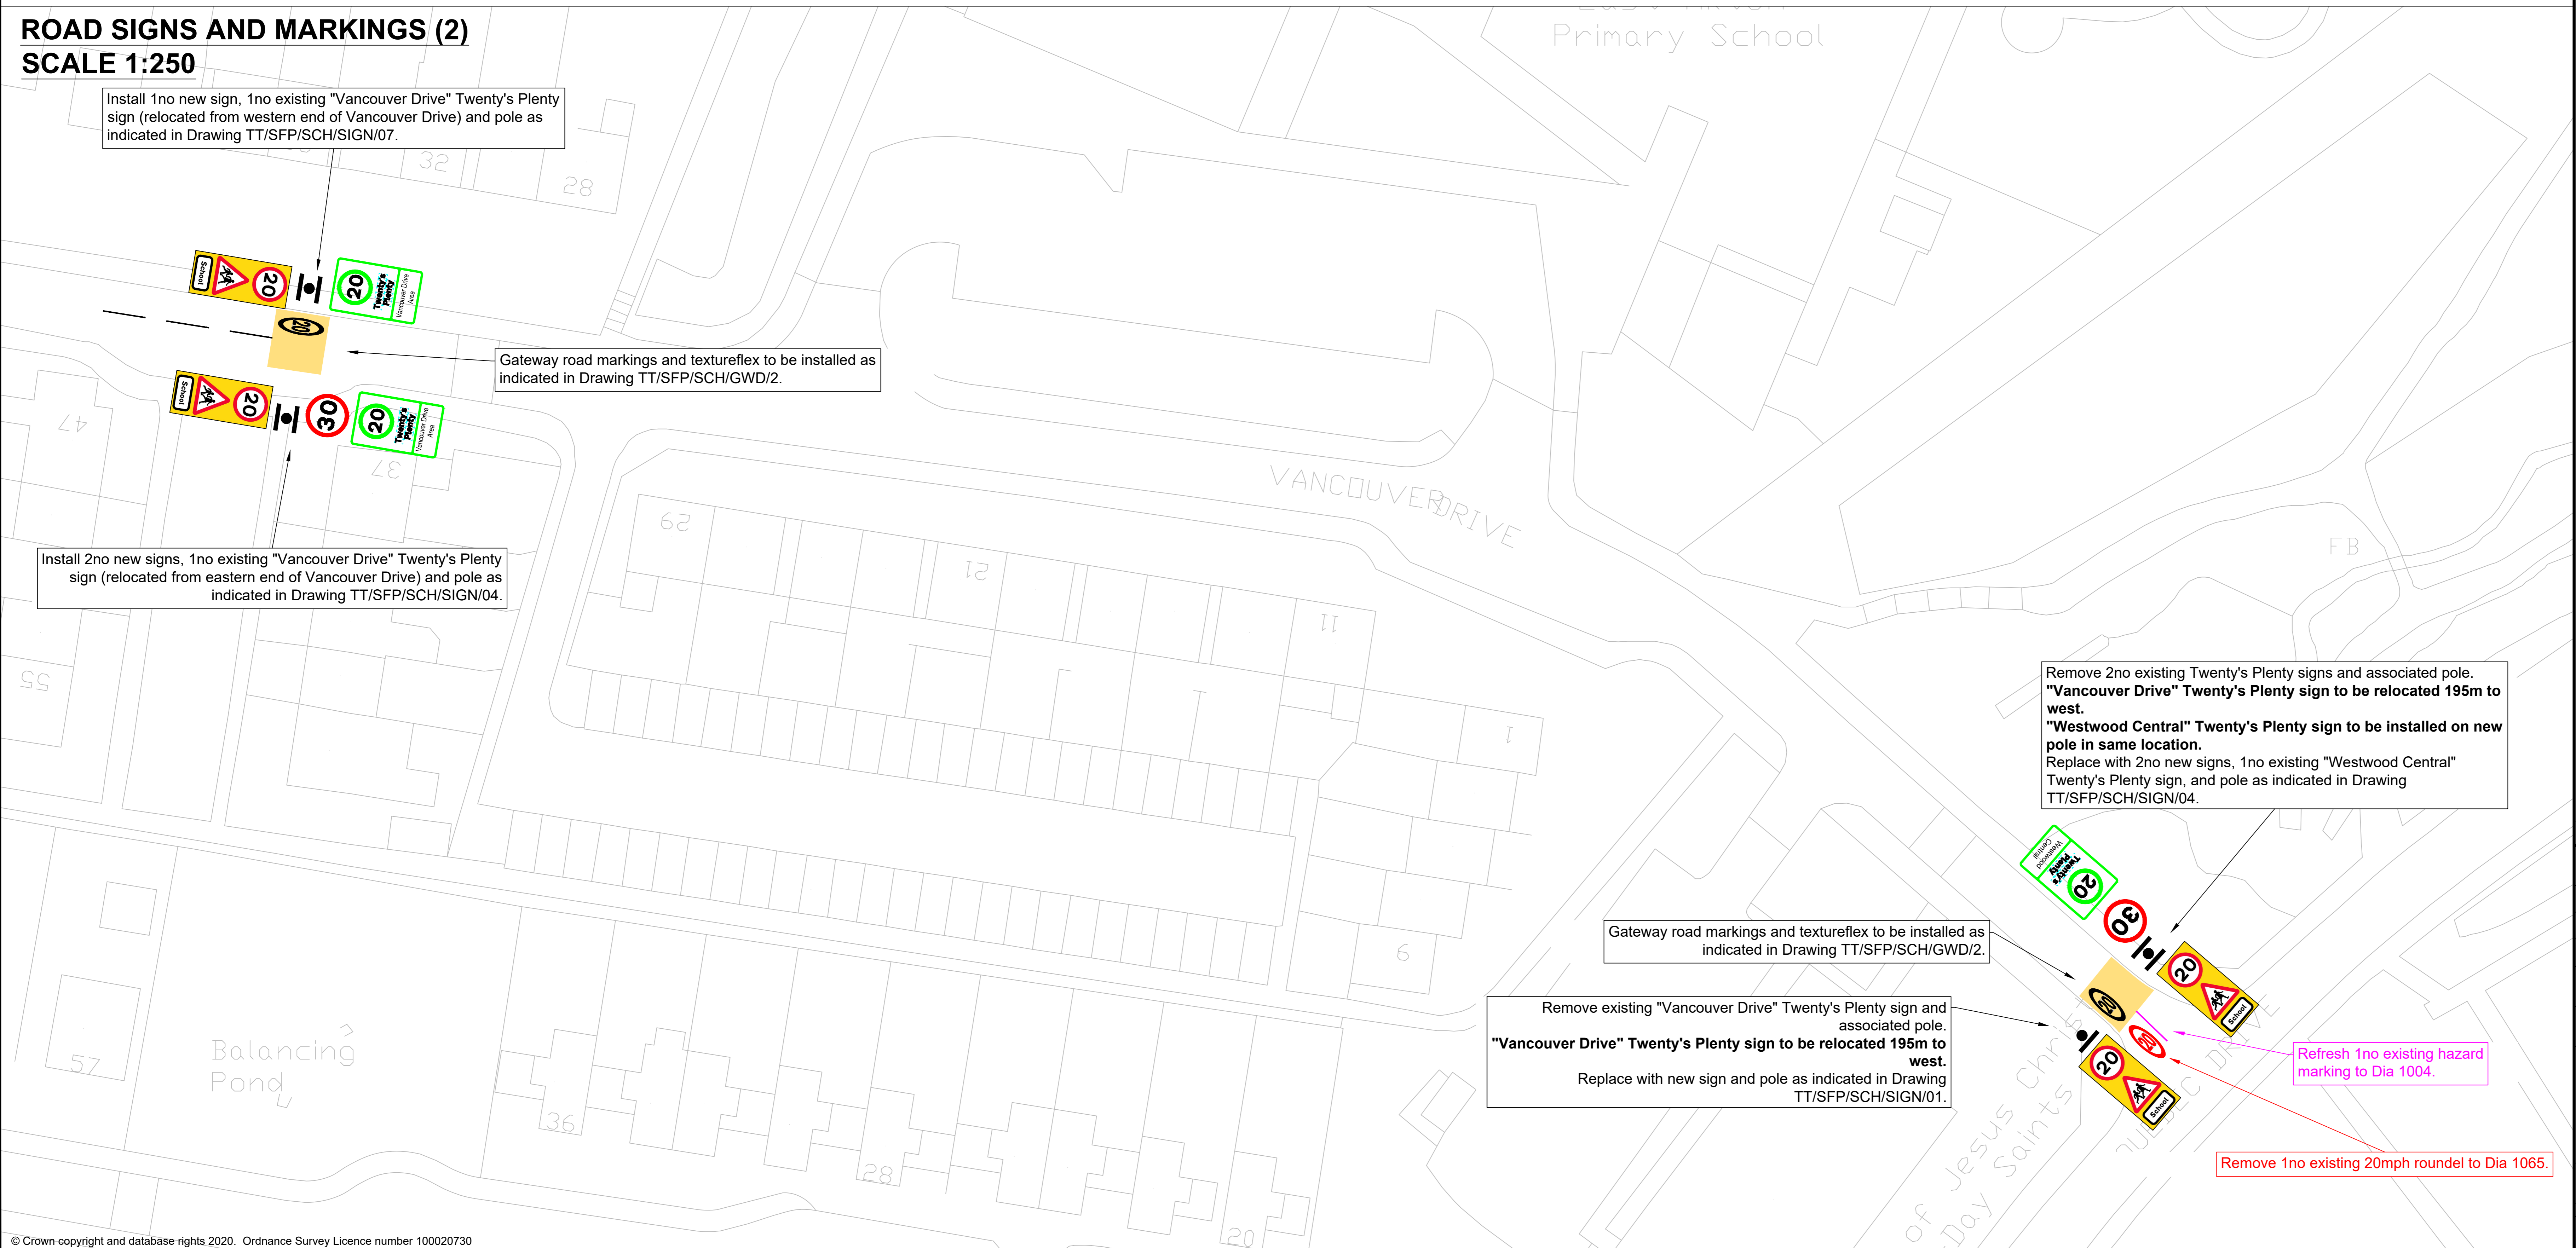 ROAD SIGNS AND MARKINGS (2)
SCALE 1:250
Primary School
Install 1no new sign, 1no existing "Vancouver Drive" Twenty's Plenty
sign (relocated from western end of Vancouver Drive) and pole as
indicated in Drawing TT/SFP/SCH/SIGN/07.
32
28
School
20
20
Twenty's
Plenty
Vancouver Drive
Area
20
Gateway road markings and textureflex to be installed as
indicated in Drawing TT/SFP/SCH/GWD/2.
School
20
30
20
Twenty's
Plenty
Vancouver Drive
Area
47
37
VANCOUVER DRIVE
29
21
11
1
FB
Install 2no new signs, 1no existing "Vancouver Drive" Twenty's Plenty
sign (relocated from eastern end of Vancouver Drive) and pole as
indicated in Drawing TT/SFP/SCH/SIGN/04.
55
Remove 2no existing Twenty's Plenty signs and associated pole.
"Vancouver Drive" Twenty's Plenty sign to be relocated 195m to
west.
"Westwood Central" Twenty's Plenty sign to be installed on new
pole in same location.
Replace with 2no new signs, 1no existing "Westwood Central"
Twenty's Plenty sign, and pole as indicated in Drawing
TT/SFP/SCH/SIGN/04.
Westwood
Central
Twenty's
Plenty
20
30
20
School
Gateway road markings and textureflex to be installed as
indicated in Drawing TT/SFP/SCH/GWD/2.
20
20
20
School
Remove existing "Vancouver Drive" Twenty's Plenty sign and
associated pole.
"Vancouver Drive" Twenty's Plenty sign to be relocated 195m to
west.
Replace with new sign and pole as indicated in Drawing
TT/SFP/SCH/SIGN/01.
Refresh 1no existing hazard
marking to Dia 1004.
Remove 1no existing 20mph roundel to Dia 1065.
9
Balancing
Pond
57
36
28
20
of Jesus Christ
Day Saints
DRIVE
© Crown copyright and database rights 2020. Ordnance Survey Licence number 100020730